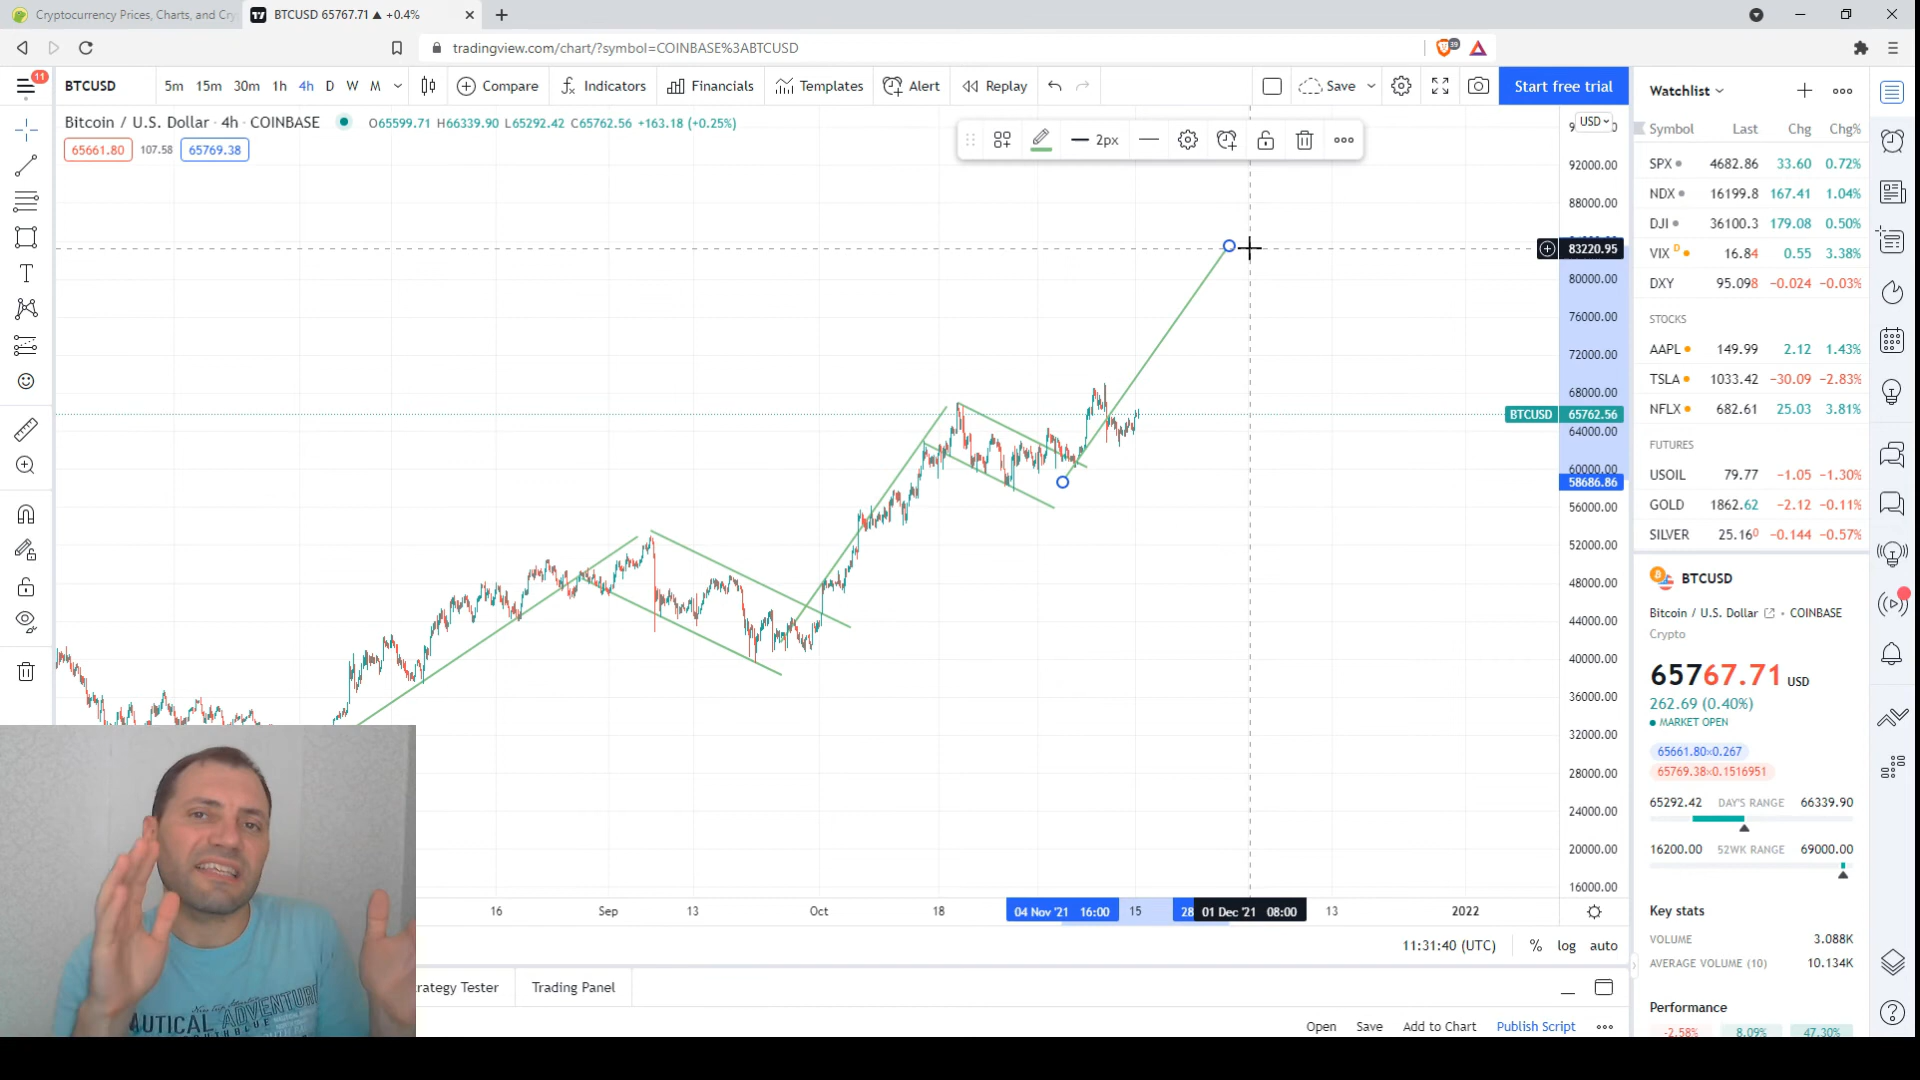 Cryptocurrency Prices, Charts, and Cry
BTCUSD 65767.71 ▲ +0.4%
tradingview.com/chart/?symbol=COINBASE%3ABTCUSD
39
11
BTCUSD 5m 15m 30m 1h 4h D W M Compare Indicators Financials Templates Alert Replay Save Start free trial
Bitcoin / U.S. Dollar · 4h · COINBASE O65599.71 H66339.90 L65292.42 C65762.56 +163.18 (+0.25%)
65661.80 107.58 65769.38
2px
USD
92000.00
88000.00
83220.95
80000.00
76000.00
72000.00
68000.00
BTCUSD 65762.56
64000.00
60000.00
58686.86
56000.00
52000.00
48000.00
44000.00
40000.00
36000.00
32000.00
28000.00
24000.00
20000.00
16000.00
16 Sep 13 Oct 18 04 Nov '21 16:00 15 28 01 Dec '21 08:00 13 2022
11:31:40 (UTC) % log auto
trategy Tester Trading Panel
Open Save Add to Chart Publish Script
Watchlist
Symbol Last Chg Chg%
SPX 4682.86 33.60 0.72%
NDX 16199.8 167.41 1.04%
DJI 36100.3 179.08 0.50%
VIX D 16.84 0.55 3.38%
DXY 95.098 −0.024 −0.03%
STOCKS
AAPL 149.99 2.12 1.43%
TSLA 1033.42 −30.09 −2.83%
NFLX 682.61 25.03 3.81%
FUTURES
USOIL 79.77 −1.05 −1.30%
GOLD 1862.62 −2.12 −0.11%
SILVER 25.160 −0.144 −0.57%
BTCUSD
Bitcoin / U.S. Dollar COINBASE
Crypto
65767.71 USD
262.69 (0.40%)
MARKET OPEN
65661.80x0.267
65769.38x0.1516951
65292.42 DAY'S RANGE 66339.90
16200.00 52WK RANGE 69000.00
Key stats
VOLUME 3.088K
AVERAGE VOLUME (10) 10.134K
Performance
-2.58% 8.09% 47.30%
AUTICAL ADVENTURE